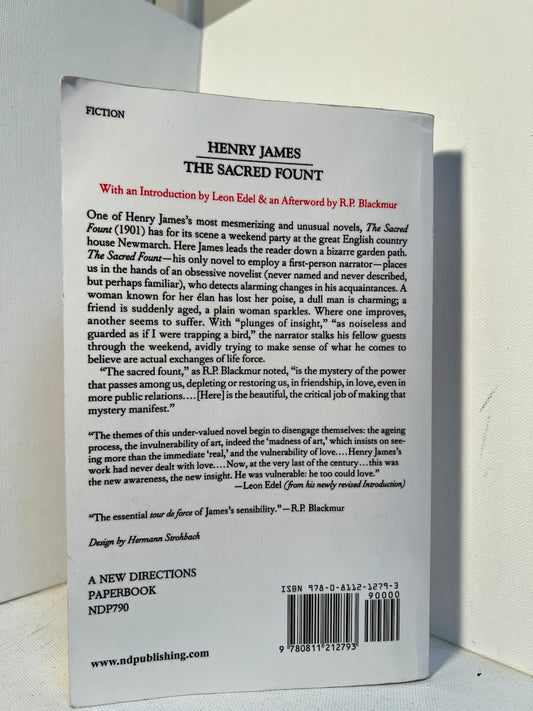 FICTION
HENRY JAMES
THE SACRED FOUNT
With an Introduction by Leon Edel & an Afterword by R.P. Blackmur
One of Henry James's most mesmerizing and unusual novels, The Sacred
Fount (1901) has for its scene a weekend party at the great English country
house Newmarch. Here James leads the reader down a bizarre garden path.
The Sacred Fount—his only novel to employ a first-person narrator—places
us in the hands of an obsessive novelist (never named and never described,
but perhaps familiar), who detects alarming changes in his acquaintances. A
woman known for her élan has lost her poise, a dull man is charming; a
friend is suddenly aged, a plain woman sparkles. Where one improves,
another seems to suffer. With "plunges of insight," "as noiseless and
guarded as if I were trapping a bird," the narrator stalks his fellow guests
through the weekend, avidly trying to make sense of what he comes to
believe are actual exchanges of life force.
"The sacred fount," as R.P. Blackmur noted, "is the mystery of the power
that passes among us, depleting or restoring us, in friendship, in love, even in
more public relations....[Here] is the beautiful, the critical job of making that
mystery manifest."
"The themes of this under-valued novel begin to disengage themselves: the ageing
process, the invulnerability of art, indeed the 'madness of art,' which insists on see-
ing more than the immediate 'real,' and the vulnerability of love....Henry James's
work had never dealt with love....Now, at the very last of the century...this was
the new awareness, the new insight. He was vulnerable: he too could love."
—Leon Edel (from his newly revised Introduction)
"The essential tour de force of James's sensibility."—R.P. Blackmur
Design by Hermann Strohbach
A NEW DIRECTIONS
PAPERBOOK
NDP790
www.ndpublishing.com
ISBN 978-0-8112-1279-3
90000
9 780811 212793